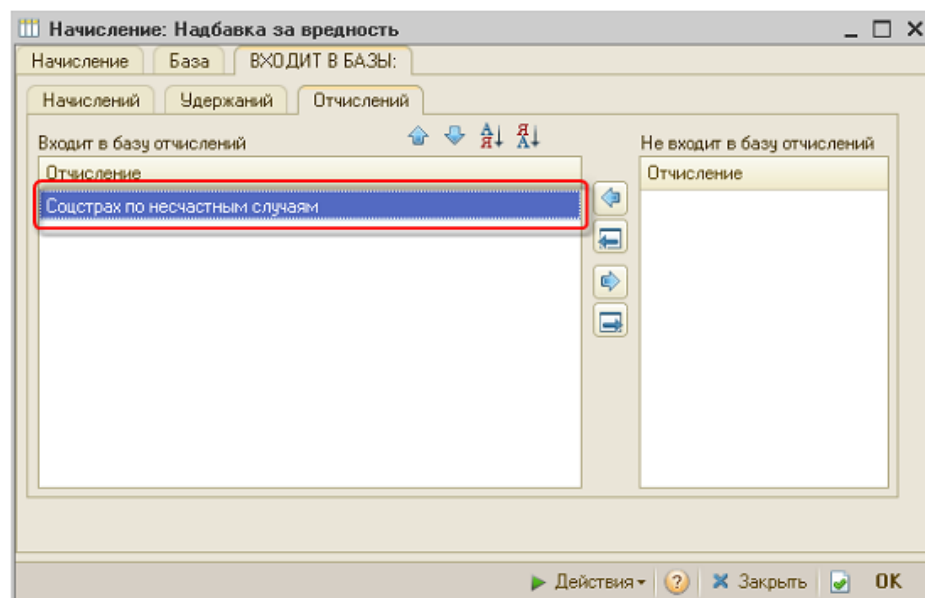 Начисление: Надбавка за вредность
Начисление База ВХОДИТ В БАЗЫ:
Начислений Удержаний Отчислений
Входит в базу отчислений
Не входит в базу отчислений
Отчисление
Отчисление
Соцстрах по несчастным случаям
Действия Закрыть OK